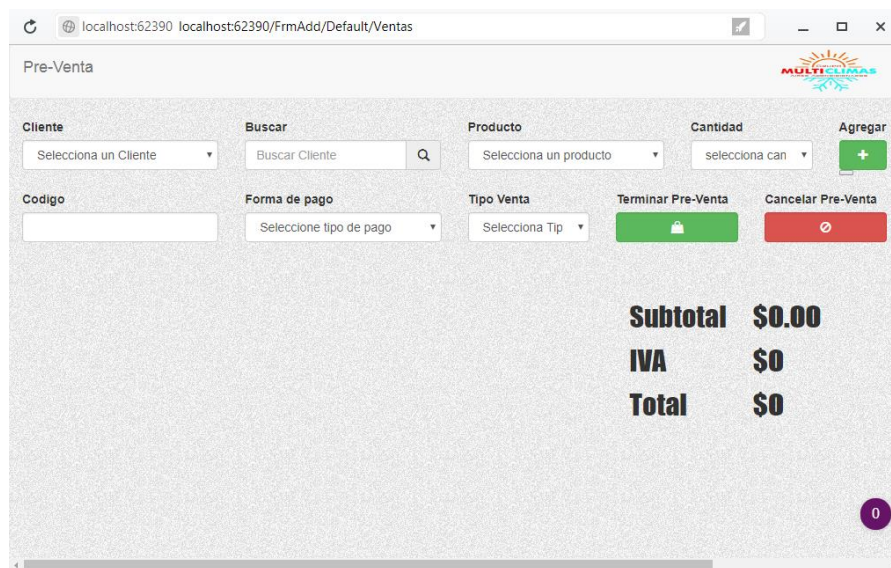 localhost:62390 localhost:62390/FrmAdd/Default/Ventas
Pre-Venta
MULTICLIMAS
Cliente Buscar Producto Cantidad Agregar
Selecciona un Cliente Buscar Cliente Selecciona un producto selecciona can
Codigo Forma de pago Tipo Venta Terminar Pre-Venta Cancelar Pre-Venta
Seleccione tipo de pago Selecciona Tip
Subtotal $0.00
IVA $0
Total $0
0